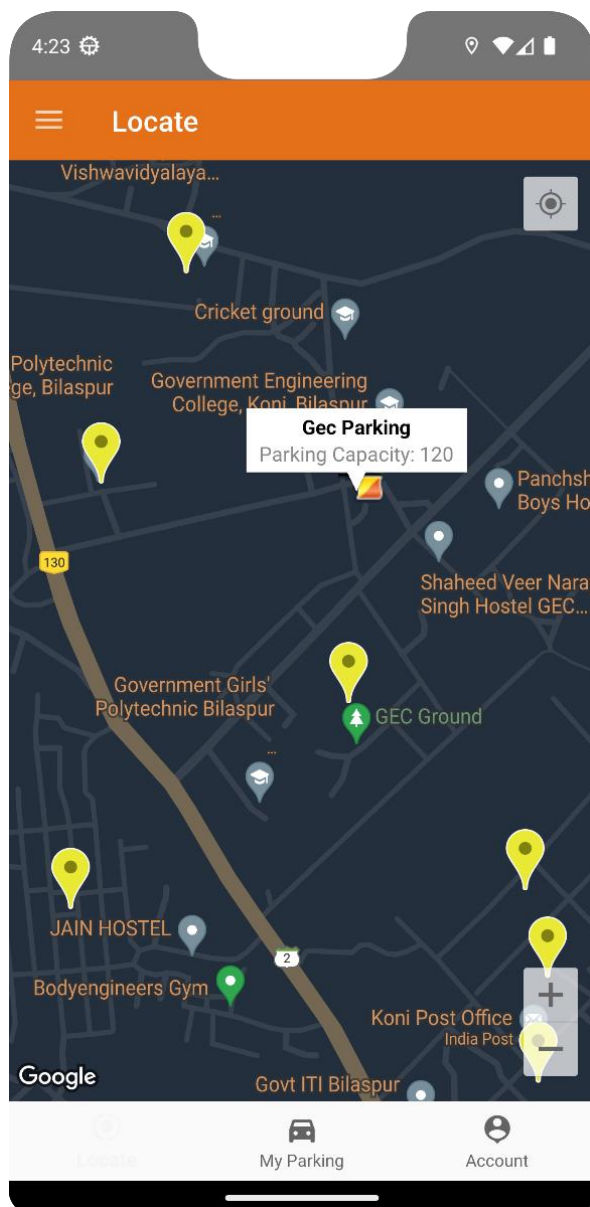 4:23
Locate
Vishwavidyalaya...
...
Cricket ground
Polytechnic
ge, Bilaspur
Government Engineering
College, Koni, Bilaspur
Gec Parking
Parking Capacity: 120
Panchsh
Boys Ho
130
Shaheed Veer Nara
Singh Hostel GEC...
Government Girls'
Polytechnic Bilaspur
GEC Ground
...
JAIN HOSTEL
2
Bodyengineers Gym
+
Koni Post Office
India Post
−
Google
Govt ITI Bilaspur
Locate
My Parking
Account